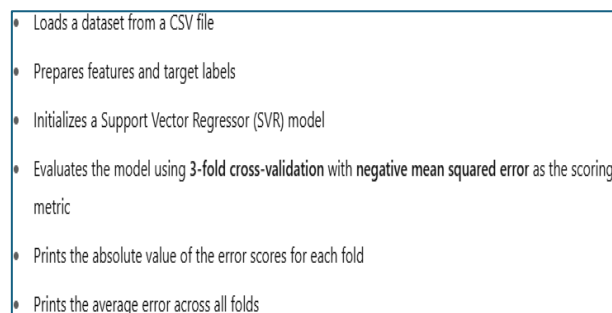 • Loads a dataset from a CSV file
• Prepares features and target labels
• Initializes a Support Vector Regressor (SVR) model
• Evaluates the model using 3-fold cross-validation with negative mean squared error as the scoring
metric
• Prints the absolute value of the error scores for each fold
• Prints the average error across all folds